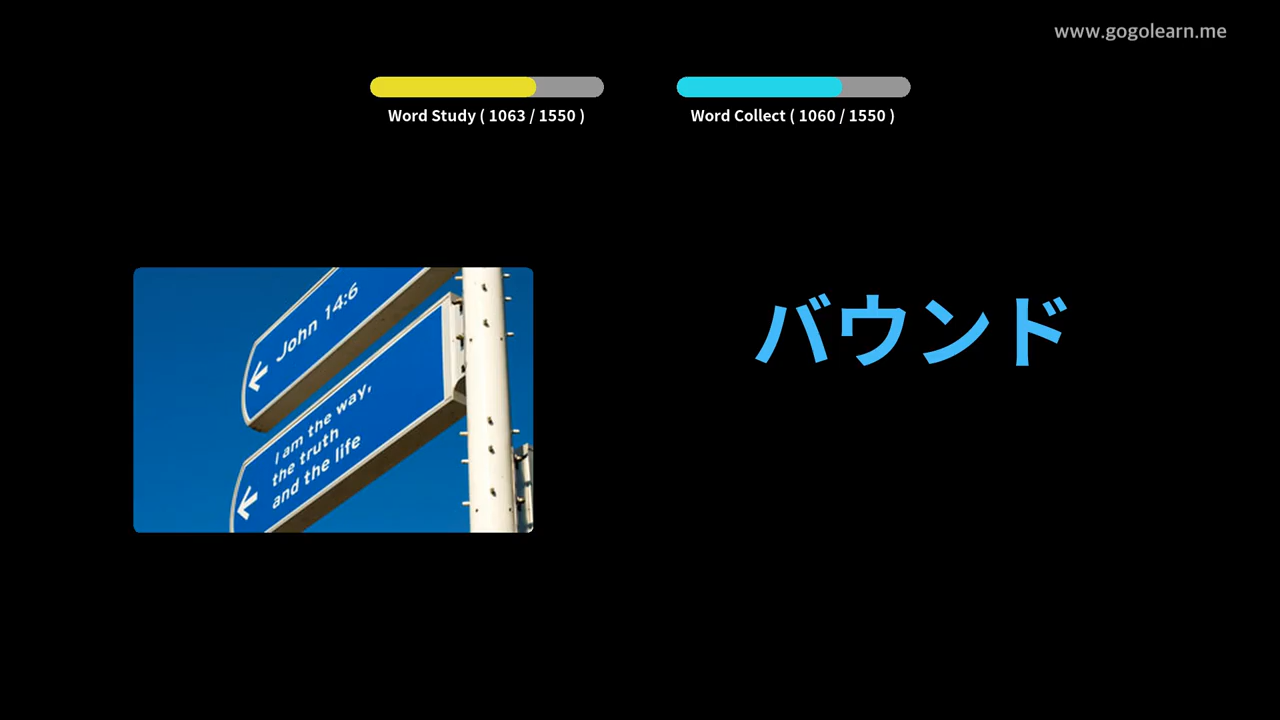 www.gogolearn.me
Word Study ( 1063 / 1550 )
Word Collect ( 1060 / 1550 )
John 14:6
I am the way,
the truth
and the life
バウンド